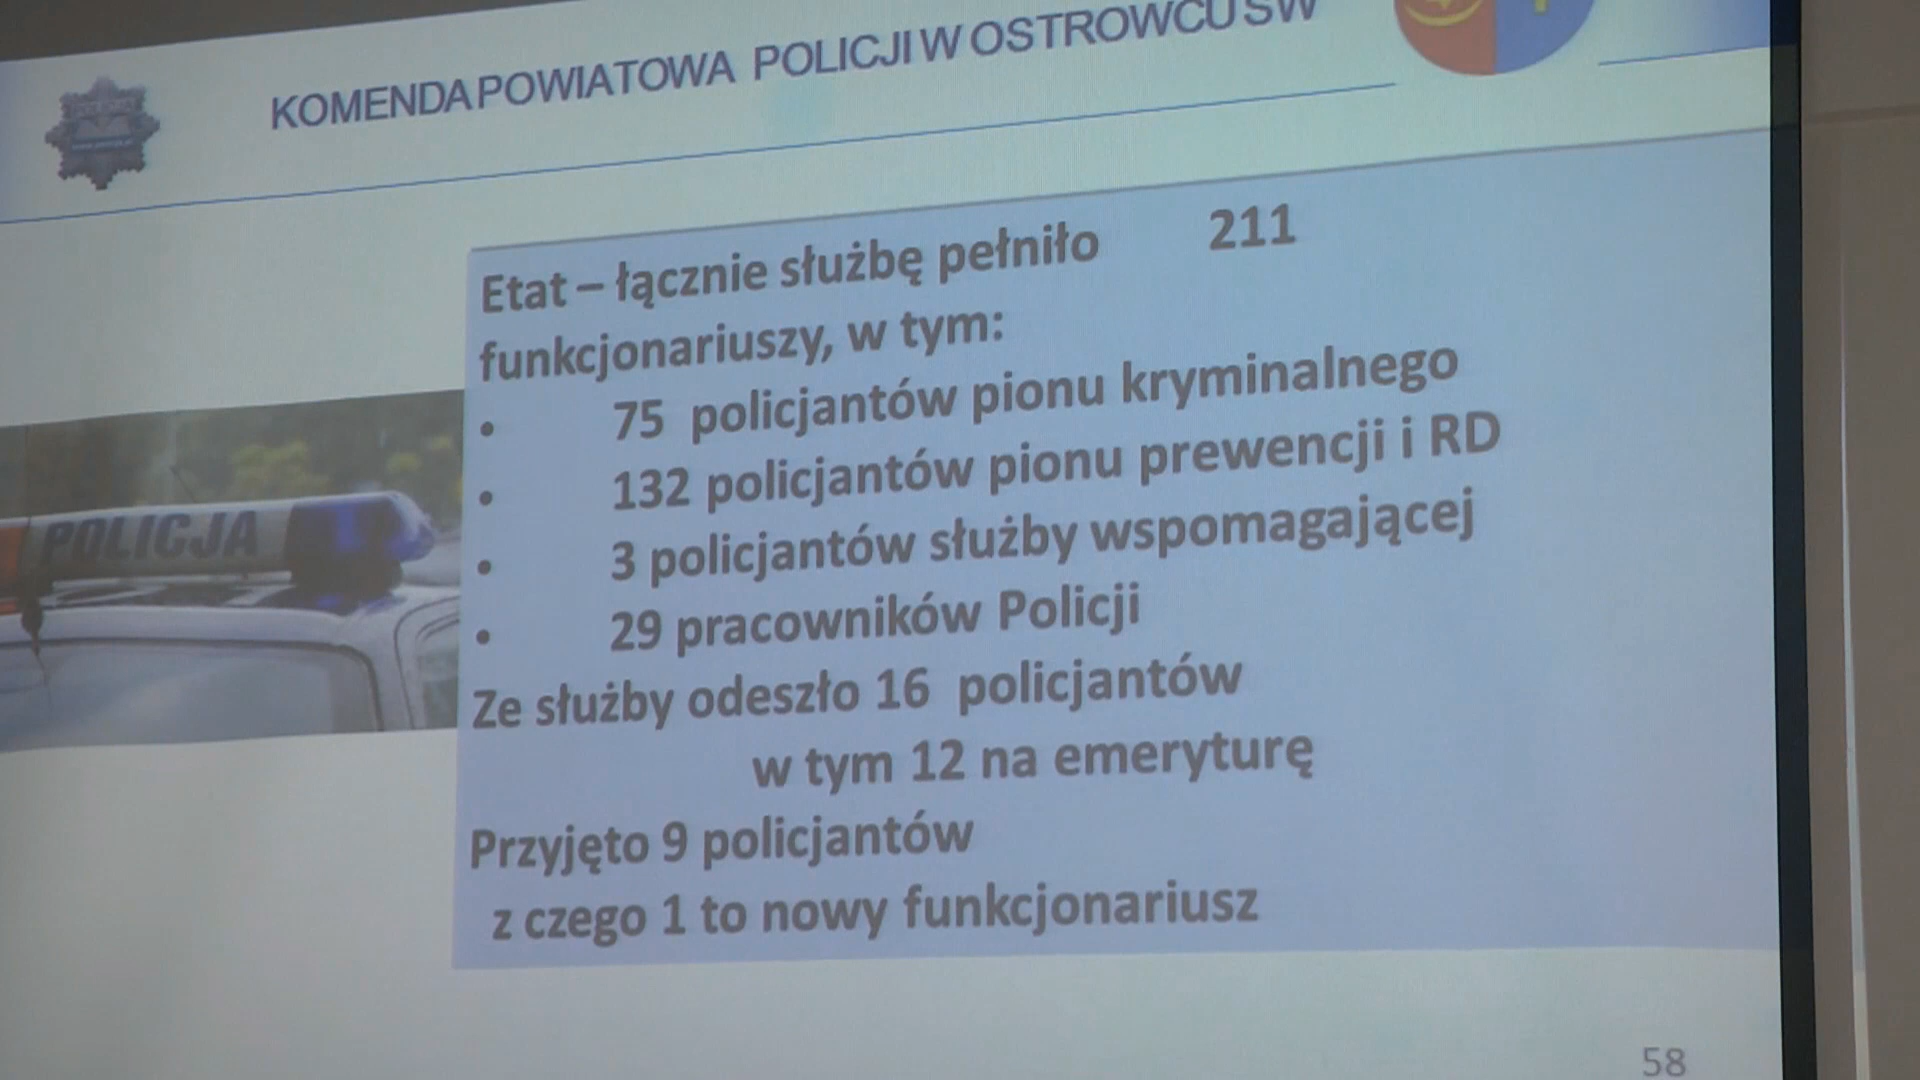 KOMENDA POWIATOWA POLICJI W OSTROWCU ŚW
Etat – łącznie służbę pełniło 211
funkcjonariuszy, w tym:
• 75 policjantów pionu kryminalnego
• 132 policjantów pionu prewencji i RD
• 3 policjantów służby wspomagającej
• 29 pracowników Policji
Ze służby odeszło 16 policjantów
w tym 12 na emeryturę
Przyjęto 9 policjantów
z czego 1 to nowy funkcjonariusz
POLICJA
58